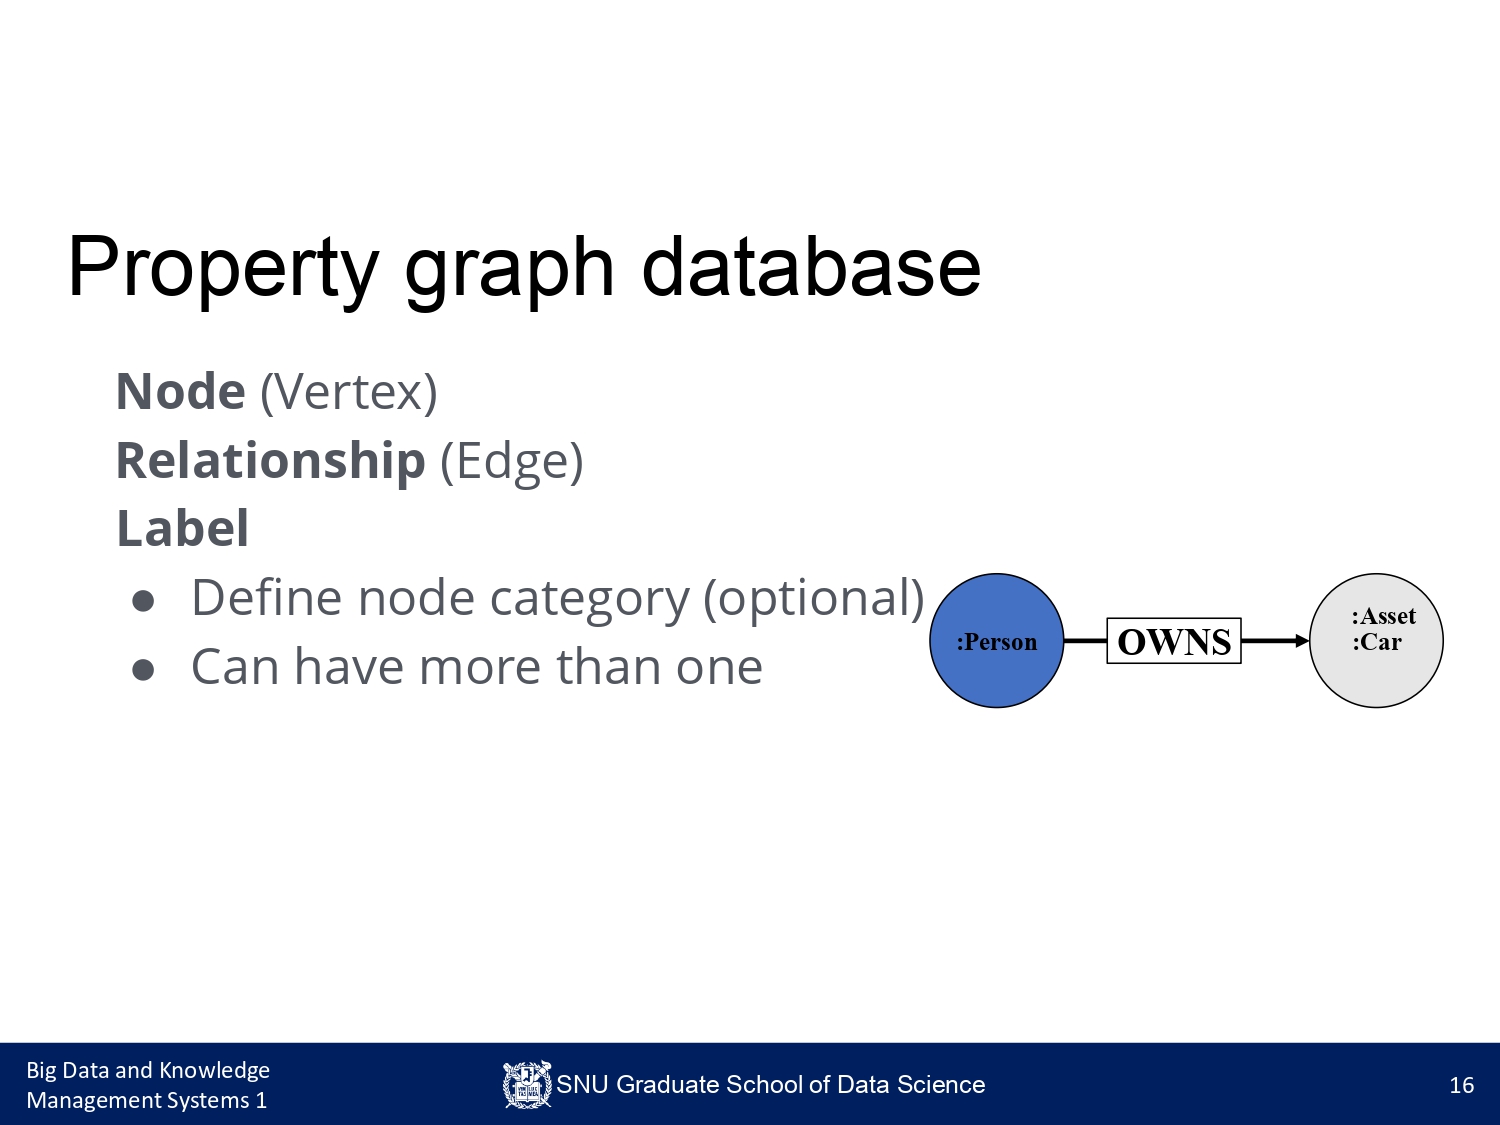 Property graph database
Node (Vertex)
Relationship (Edge)
Label
● Define node category (optional)
● Can have more than one
:Person
OWNS
:Asset
:Car
Big Data and Knowledge
Management Systems 1
SNU Graduate School of Data Science
16